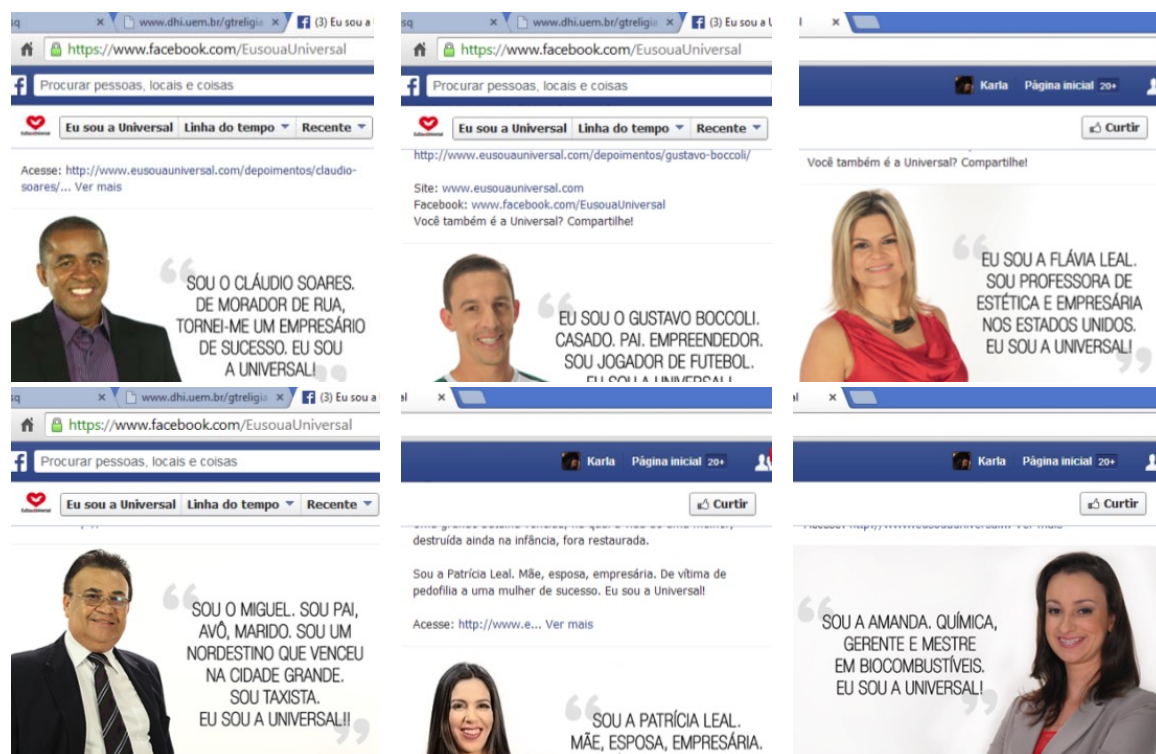 sq
www.dhi.uem.br/gtreligia
(3) Eu sou a
https://www.facebook.com/EusouaUniversal
Procurar pessoas, locais e coisas
Eu sou a Universal Linha do tempo Recente
Acesse: http://www.eusouauniversal.com/depoimentos/claudio-
soares/... Ver mais
SOU O CLÁUDIO SOARES.
DE MORADOR DE RUA,
TORNEI-ME UM EMPRESÁRIO
DE SUCESSO. EU SOU
A UNIVERSAL!
sq
www.dhi.uem.br/gtreligia
(3) Eu sou a U
https://www.facebook.com/EusouaUniversal
Procurar pessoas, locais e coisas
Eu sou a Universal Linha do tempo Recente
http://www.eusouauniversal.com/depoimentos/gustavo-boccoli/
Site: www.eusouauniversal.com
Facebook: www.facebook.com/EusouaUniversal
Você também é a Universal? Compartilhe!
EU SOU O GUSTAVO BOCCOLI.
CASADO. PAI. EMPREENDEDOR.
SOU JOGADOR DE FUTEBOL.
EU SOU A UNIVERSAL!
Karla Página inicial 20+
Curtir
Você também é a Universal? Compartilhe!
EU SOU A FLÁVIA LEAL.
SOU PROFESSORA DE
ESTÉTICA E EMPRESÁRIA
NOS ESTADOS UNIDOS.
EU SOU A UNIVERSAL!
sq
www.dhi.uem.br/gtreligia
(3) Eu sou a
https://www.facebook.com/EusouaUniversal
Procurar pessoas, locais e coisas
Eu sou a Universal Linha do tempo Recente
SOU O MIGUEL. SOU PAI,
AVÔ, MARIDO. SOU UM
NORDESTINO QUE VENCEU
NA CIDADE GRANDE.
SOU TAXISTA.
EU SOU A UNIVERSAL!!
al
Karla Página inicial 20+
Curtir
destruída ainda na infância, fora restaurada.
Sou a Patrícia Leal. Mãe, esposa, empresária. De vítima de
pedofilia a uma mulher de sucesso. Eu sou a Universal!
Acesse: http://www.e... Ver mais
SOU A PATRÍCIA LEAL.
MÃE, ESPOSA, EMPRESÁRIA.
Karla Página inicial 20+
Curtir
SOU A AMANDA. QUÍMICA,
GERENTE E MESTRE
EM BIOCOMBUSTÍVEIS.
EU SOU A UNIVERSAL!